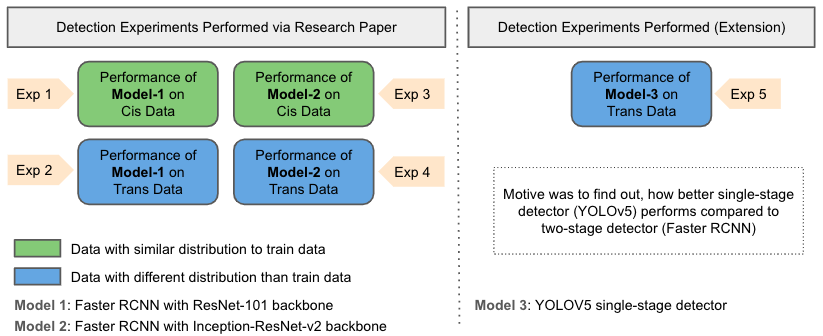 Detection Experiments Performed via Research Paper
Detection Experiments Performed (Extension)
Exp 1
Performance of
Model-1 on
Cis Data
Performance of
Model-2 on
Cis Data
Exp 3
Performance of
Model-3 on
Trans Data
Exp 5
Exp 2
Performance of
Model-1 on
Trans Data
Performance of
Model-2 on
Trans Data
Exp 4
Motive was to find out, how better single-stage
detector (YOLOv5) performs compared to
two-stage detector (Faster RCNN)
Data with similar distribution to train data
Data with different distribution than train data
Model 1: Faster RCNN with ResNet-101 backbone
Model 2: Faster RCNN with Inception-ResNet-v2 backbone
Model 3: YOLOV5 single-stage detector